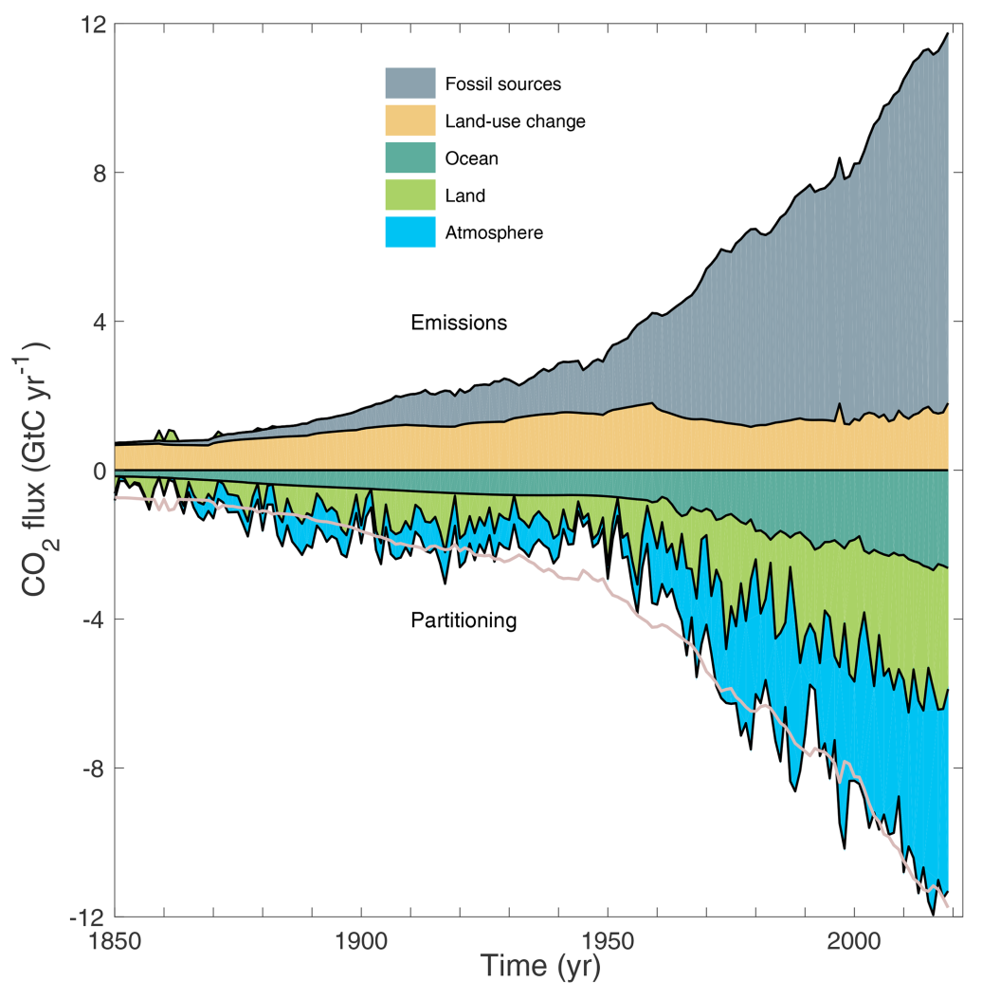 12
8
4
0
-4
-8
-12
CO2 flux (GtC yr-1)
Fossil sources
Land-use change
Ocean
Land
Atmosphere
Emissions
Partitioning
1850 1900 1950 2000
Time (yr)